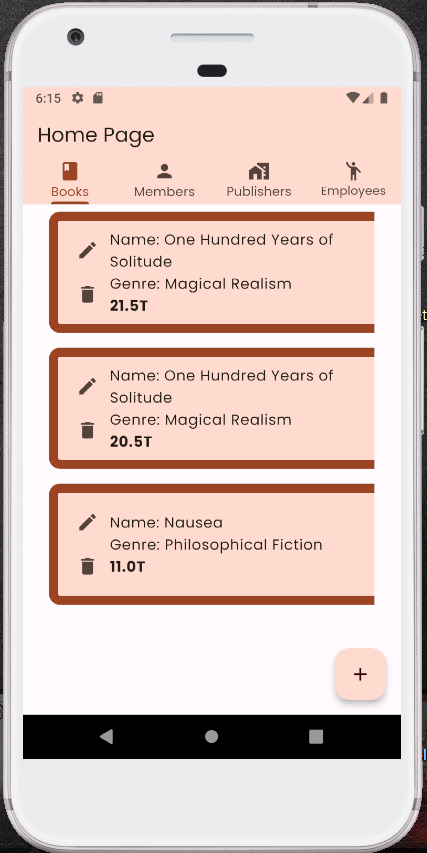 6:15
Home Page
Books
Members
Publishers
Employees
Name: One Hundred Years of
Solitude
Genre: Magical Realism
21.5T
Name: One Hundred Years of
Solitude
Genre: Magical Realism
20.5T
Name: Nausea
Genre: Philosophical Fiction
11.0T
+